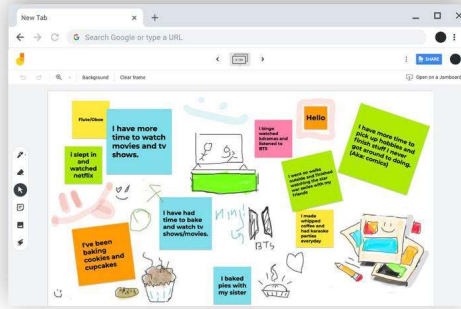 New Tab
Search Google or type a URL
SHARE
Background
Clear frame
Open on a Jamboard
Flute/Oboe
I have more
time to watch
movies and tv
shows.
I binge
watched
kdramas and
listened to
BTS
Hello
I have more time to
pick up hobbies and
finish stuff I never
got around to doing.
(Aka: comics)
I slept in
and
watched
netflix
I went on walks
outside and finished
watching the star
war series with my
friends
I have had
time to bake
and watch tv
shows/movies.
Hi!
BTS
I made
whipped
coffee and
had karaoke
parties
everyday
I've been
baking
cookies and
cupcakes
I baked
pies with
my sister